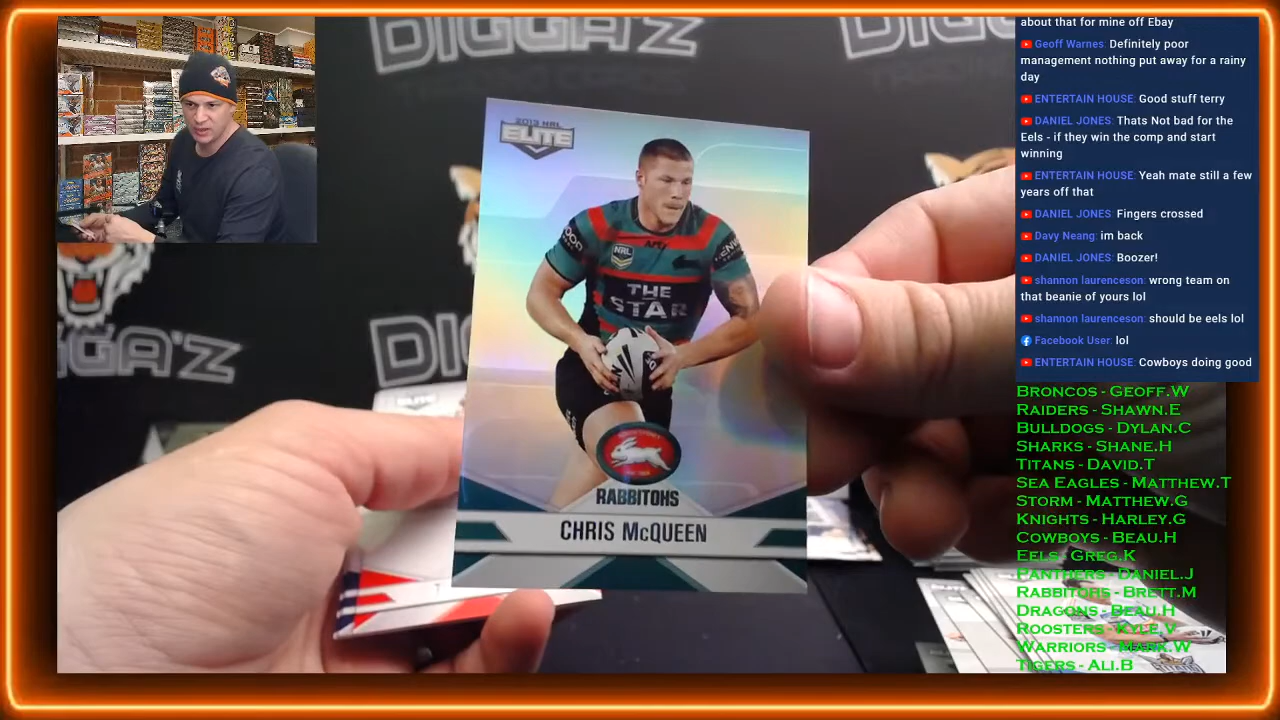 DIGGA'Z
DIGGA'Z
DIGGA'Z
2013 NRL
ELITE
NRL
THE
STAR
RABBITOHS
CHRIS McQUEEN
about that for mine off Ebay
Geoff Warnes: Definitely poor
management nothing put away for a rainy
day
ENTERTAIN HOUSE: Good stuff terry
DANIEL JONES: Thats Not bad for the
Eels - if they win the comp and start
winning
ENTERTAIN HOUSE: Yeah mate still a few
years off that
DANIEL JONES: Fingers crossed
Davy Neang: im back
DANIEL JONES: Boozer!
shannon laurenceson: wrong team on
that beanie of yours lol
shannon laurenceson: should be eels lol
Facebook User: lol
ENTERTAIN HOUSE: Cowboys doing good
BRONCOS - GEOFF.W
RAIDERS - SHAWN.E
BULLDOGS - DYLAN.C
SHARKS - SHANE.H
TITANS - DAVID.T
SEA EAGLES - MATTHEW.T
STORM - MATTHEW.G
KNIGHTS - HARLEY.G
COWBOYS - BEAU.H
EELS - GREG.K
PANTHERS - DANIEL.J
RABBITORS - BRETT.M
DRAGONS - BEAU.H
ROOSTERS - KYLE.V
WARRIORS - MARK.W
TIGERS - ALI.B